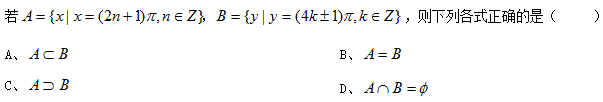 若 A = {x | x = (2n+1)π, n ∈ Z}, B = {y | y = (4k±1)π, k ∈ Z}，则下列各式正确的是（ ）
A、A ⊂ B B、A = B
C、A ⊃ B D、A ∩ B = ϕ